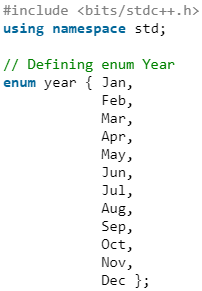 #include <bits/stdc++.h>
using namespace std;
// Defining enum Year
enum year { Jan,
Feb,
Mar,
Apr,
May,
Jun,
Jul,
Aug,
Sep,
Oct,
Nov,
Dec };